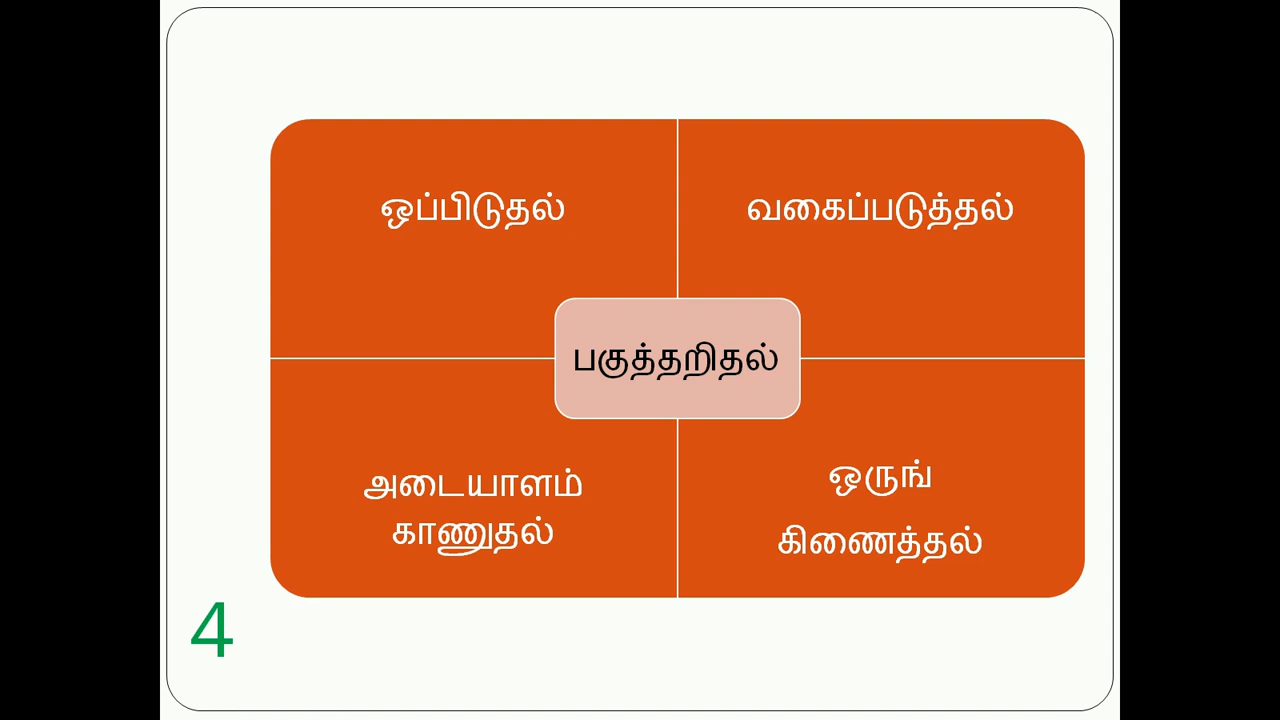 ஒப்பிடுதல்
வகைப்படுத்தல்
பகுத்தறிதல்
அடையாளம்
காணுதல்
ஒருங்
கிணைத்தல்
4